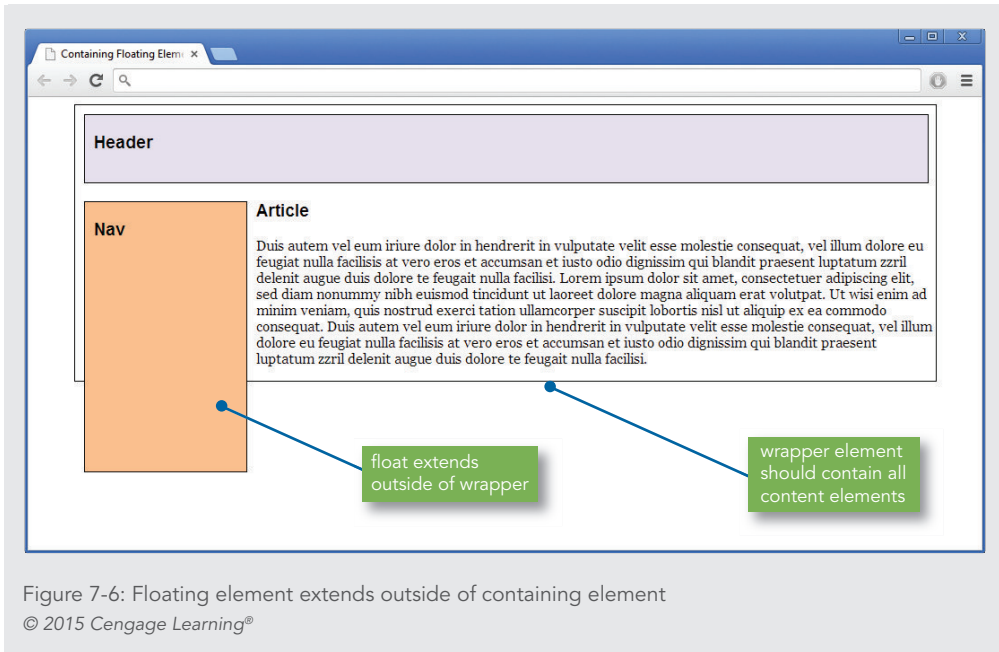 Containing Floating Elem
Header
Nav
Article
Duis autem vel eum iriure dolor in hendrerit in vulputate velit esse molestie consequat, vel illum dolore eu
feugiat nulla facilisis at vero eros et accumsan et iusto odio dignissim qui blandit praesent luptatum zzril
delenit augue duis dolore te feugait nulla facilisi. Lorem ipsum dolor sit amet, consectetuer adipiscing elit,
sed diam nonummy nibh euismod tincidunt ut laoreet dolore magna aliquam erat volutpat. Ut wisi enim ad
minim veniam, quis nostrud exerci tation ullamcorper suscipit lobortis nisl ut aliquip ex ea commodo
consequat. Duis autem vel eum iriure dolor in hendrerit in vulputate velit esse molestie consequat, vel illum
dolore eu feugiat nulla facilisis at vero eros et accumsan et iusto odio dignissim qui blandit praesent
luptatum zzril delenit augue duis dolore te feugait nulla facilisi.
float extends
outside of wrapper
wrapper element
should contain all
content elements
Figure 7-6: Floating element extends outside of containing element
© 2015 Cengage Learning®